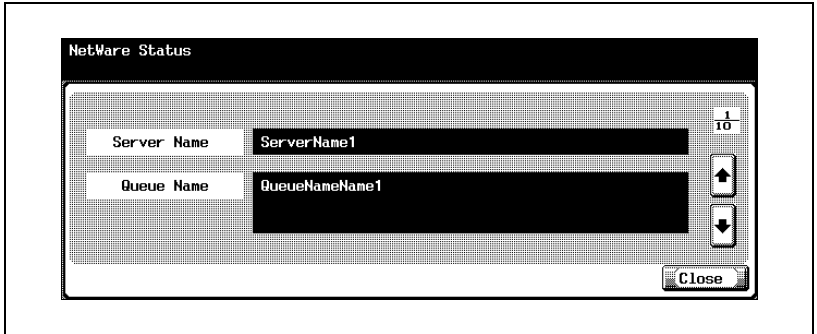 NetWare Status
1
10
Server Name ServerName1
Queue Name QueueNameName1
Close